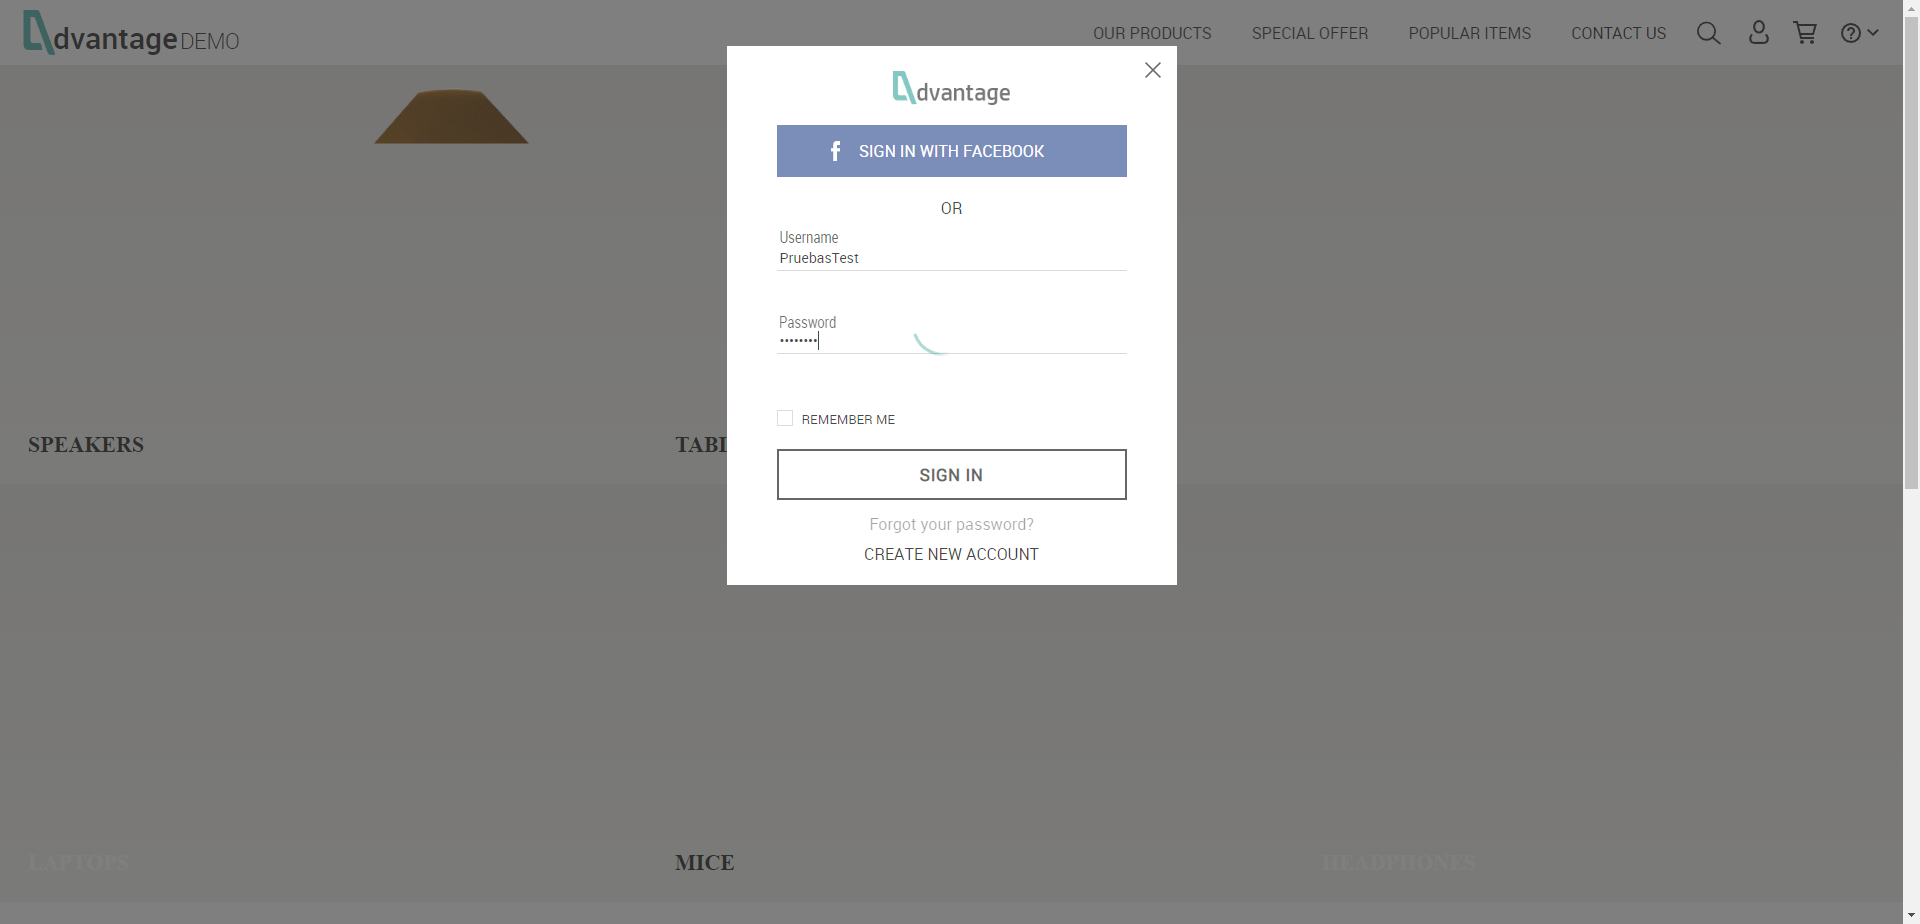 dvantage DEMO
OUR PRODUCTS
SPECIAL OFFER
POPULAR ITEMS
CONTACT US
dvantage
SIGN IN WITH FACEBOOK
OR
Username
PruebasTest
Password
••••••••
REMEMBER ME
SIGN IN
Forgot your password?
CREATE NEW ACCOUNT
SPEAKERS
TABL
LAPTOPS
MICE
HEADPHONES